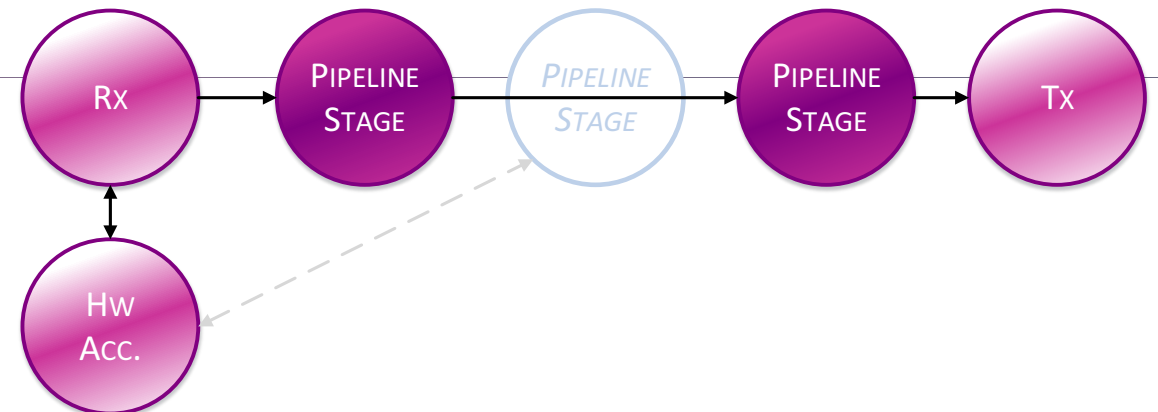 Rx
Pipeline
Stage
Pipeline
Stage
Pipeline
Stage
Tx
Hw
Acc.